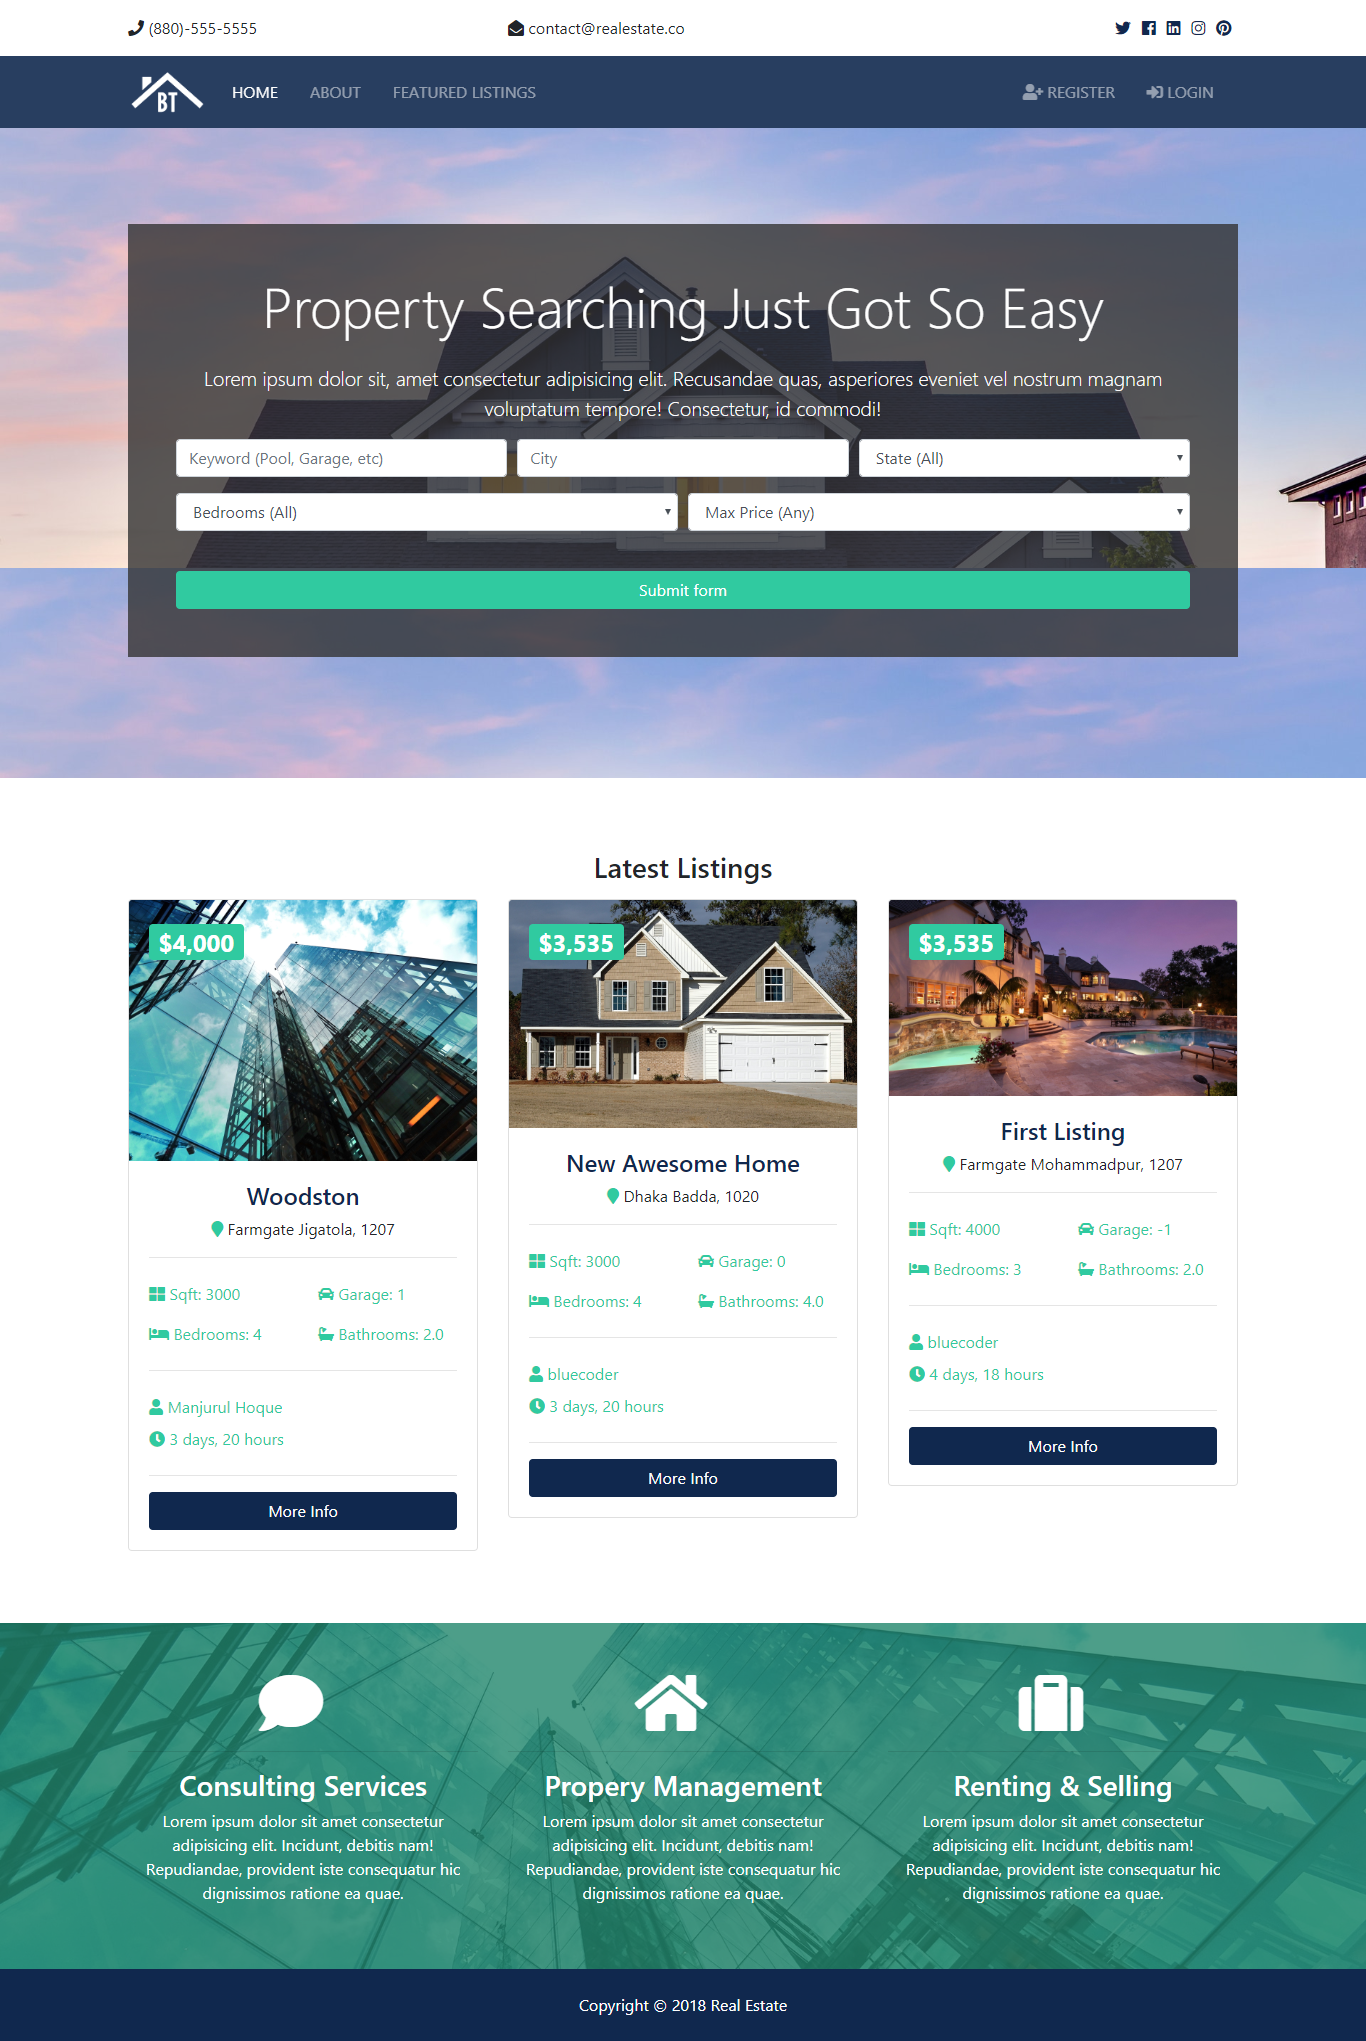 (880)-555-5555
contact@realestate.co
BT
HOME
ABOUT
FEATURED LISTINGS
REGISTER
LOGIN
Property Searching Just Got So Easy
Lorem ipsum dolor sit, amet consectetur adipisicing elit. Recusandae quas, asperiores eveniet vel nostrum magnam
voluptatum tempore! Consectetur, id commodi!
Keyword (Pool, Garage, etc)
City
State (All)
Bedrooms (All)
Max Price (Any)
Submit form
Latest Listings
$4,000
Woodston
Farmgate Jigatola, 1207
Sqft: 3000
Garage: 1
Bedrooms: 4
Bathrooms: 2.0
Manjurul Hoque
3 days, 20 hours
More Info
$3,535
New Awesome Home
Dhaka Badda, 1020
Sqft: 3000
Garage: 0
Bedrooms: 4
Bathrooms: 4.0
bluecoder
3 days, 20 hours
More Info
$3,535
First Listing
Farmgate Mohammadpur, 1207
Sqft: 4000
Garage: -1
Bedrooms: 3
Bathrooms: 2.0
bluecoder
4 days, 18 hours
More Info
Consulting Services
Lorem ipsum dolor sit amet consectetur
adipisicing elit. Incidunt, debitis nam!
Repudiandae, provident iste consequatur hic
dignissimos ratione ea quae.
Propery Management
Lorem ipsum dolor sit amet consectetur
adipisicing elit. Incidunt, debitis nam!
Repudiandae, provident iste consequatur hic
dignissimos ratione ea quae.
Renting & Selling
Lorem ipsum dolor sit amet consectetur
adipisicing elit. Incidunt, debitis nam!
Repudiandae, provident iste consequatur hic
dignissimos ratione ea quae.
Copyright © 2018 Real Estate